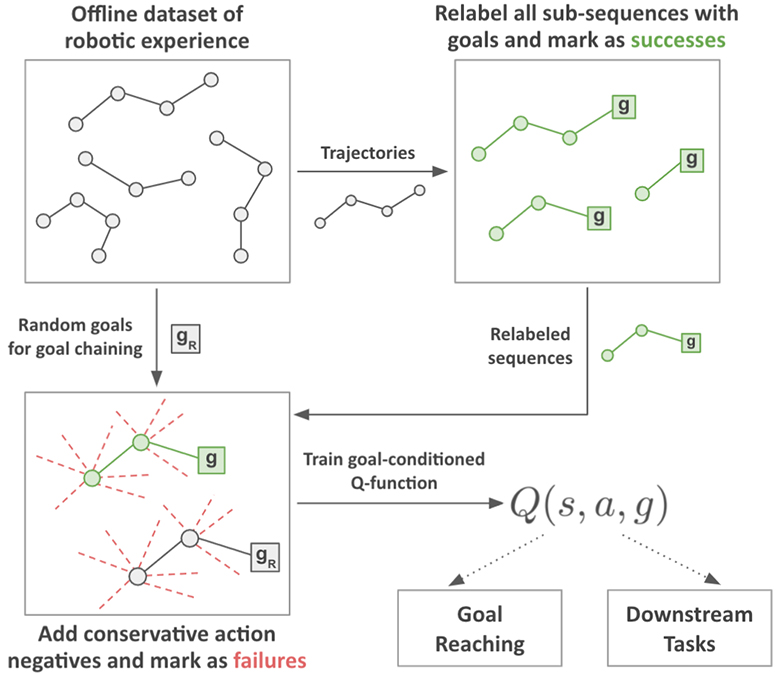 Offline dataset of
robotic experience
Relabel all sub-sequences with
goals and mark as successes
Trajectories
g
g
g
Random goals
for goal chaining
gR
Relabeled
sequences
g
g
gR
Train goal-conditioned
Q-function
Q(s, a, g)
Goal
Reaching
Downstream
Tasks
Add conservative action
negatives and mark as failures